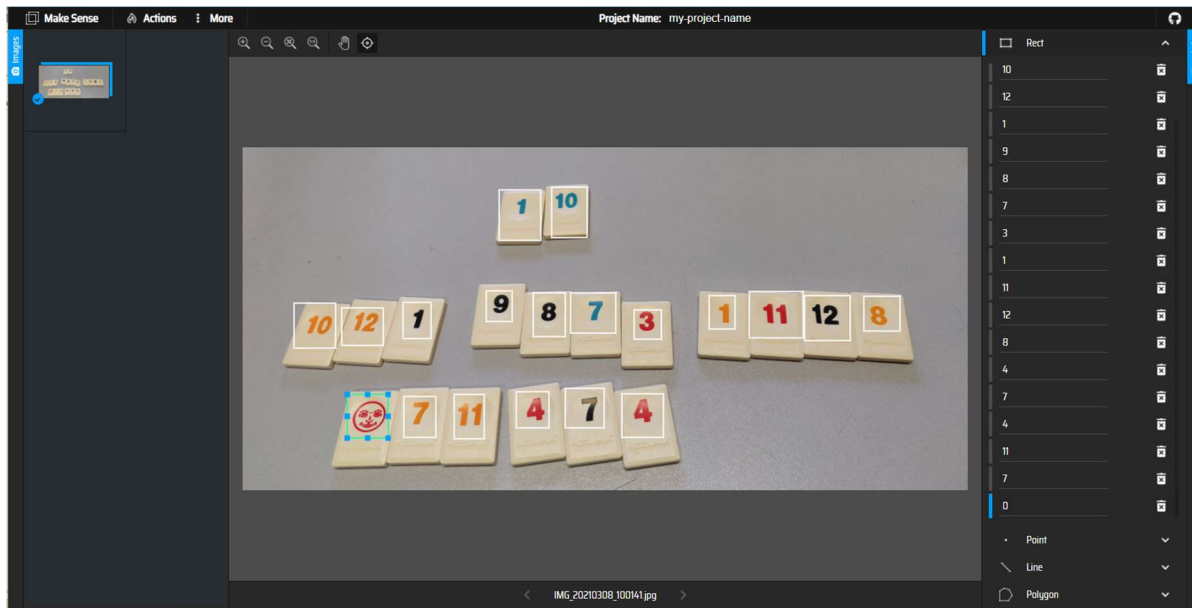 Make Sense Actions More Project Name: my-project-name
Images
Rect
10
12
1
9
8
7
3
1
11
12
8
4
7
4
11
7
0
Point
Line
Polygon
1 10
10 12 1 9 8 7 3 1 11 12 8
7 11 4 7 4
IMG_20210308_100141.jpg